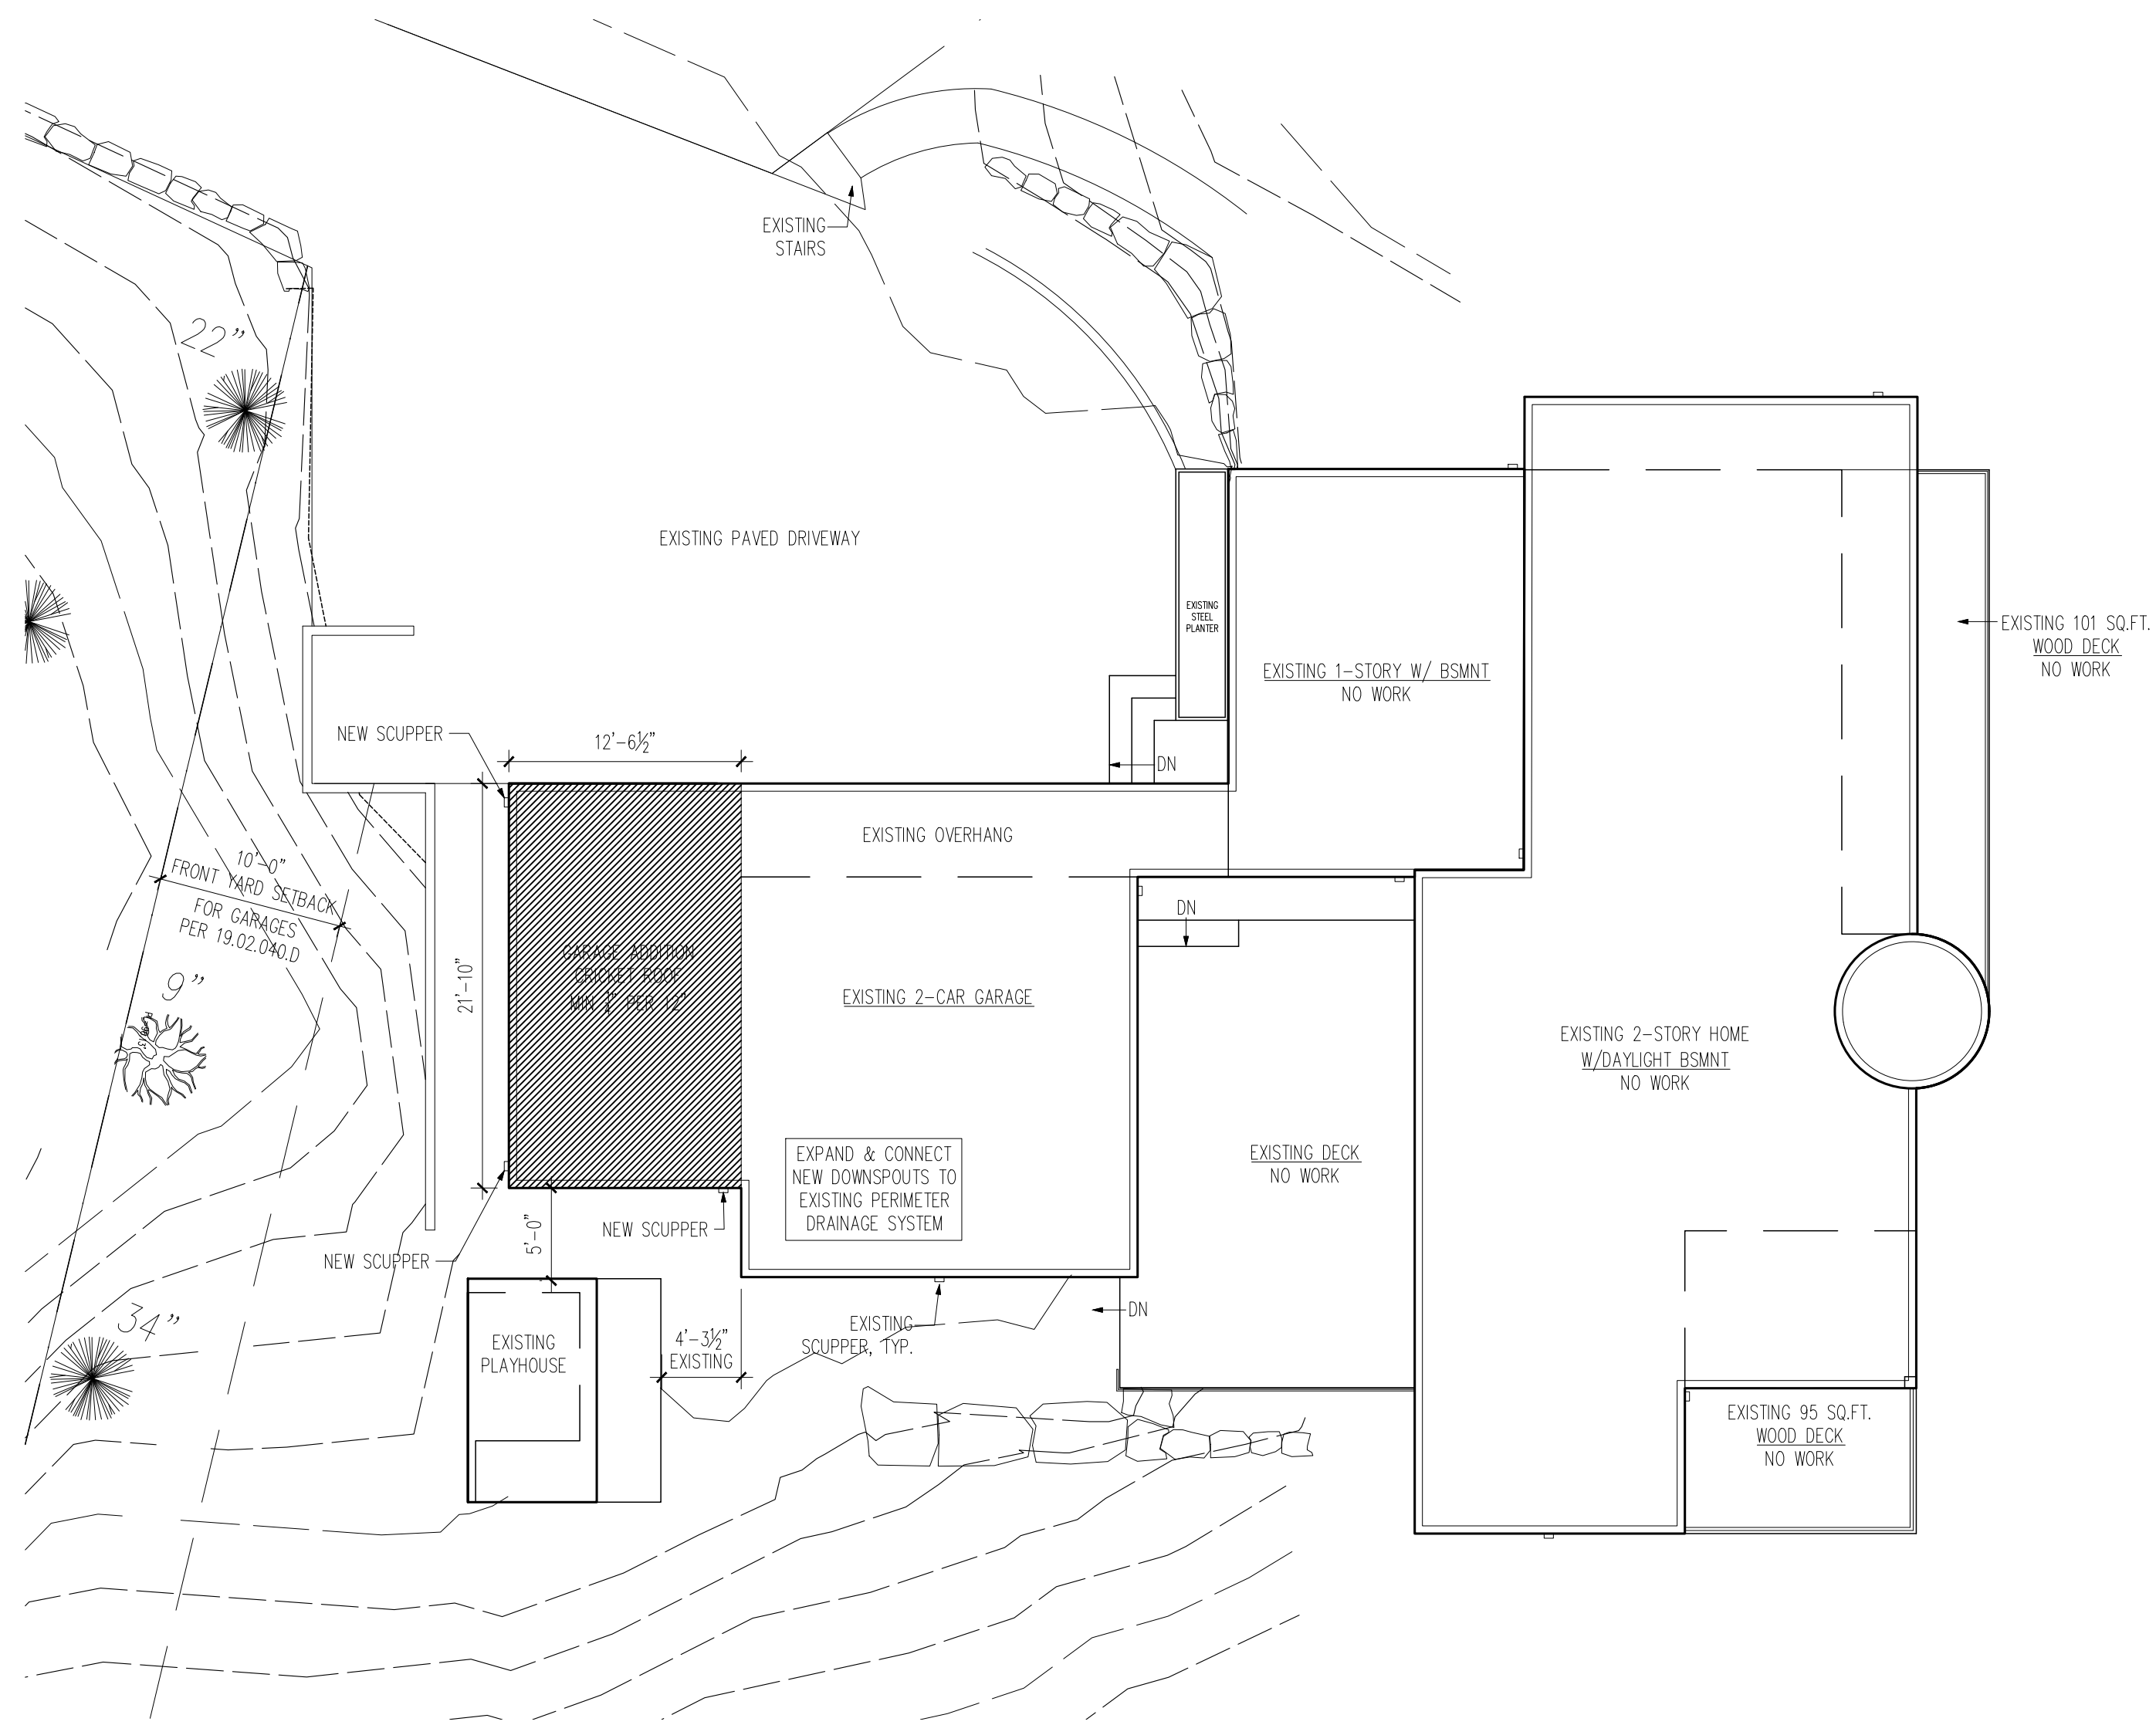 EXISTING
STAIRS
22"
EXISTING PAVED DRIVEWAY
EXISTING
STEEL
PLANTER
EXISTING 1-STORY W/ BSMNT
NO WORK
EXISTING 101 SQ.FT.
WOOD DECK
NO WORK
NEW SCUPPER
12'-6½"
DN
EXISTING OVERHANG
10'-0"
FRONT YARD SETBACK
FOR GARAGES
PER 19.02.040.D
DN
21'-10"
GARAGE ADDITION
CRICKET ROOF
MIN ¼" PER 12"
EXISTING 2-CAR GARAGE
9"
EXISTING 2-STORY HOME
W/DAYLIGHT BSMNT
NO WORK
EXPAND & CONNECT
NEW DOWNSPOUTS TO
EXISTING PERIMETER
DRAINAGE SYSTEM
EXISTING DECK
NO WORK
NEW SCUPPER
5'-0"
NEW SCUPPER
DN
34"
EXISTING
SCUPPER, TYP.
EXISTING
PLAYHOUSE
4'-3½"
EXISTING
EXISTING 95 SQ.FT.
WOOD DECK
NO WORK